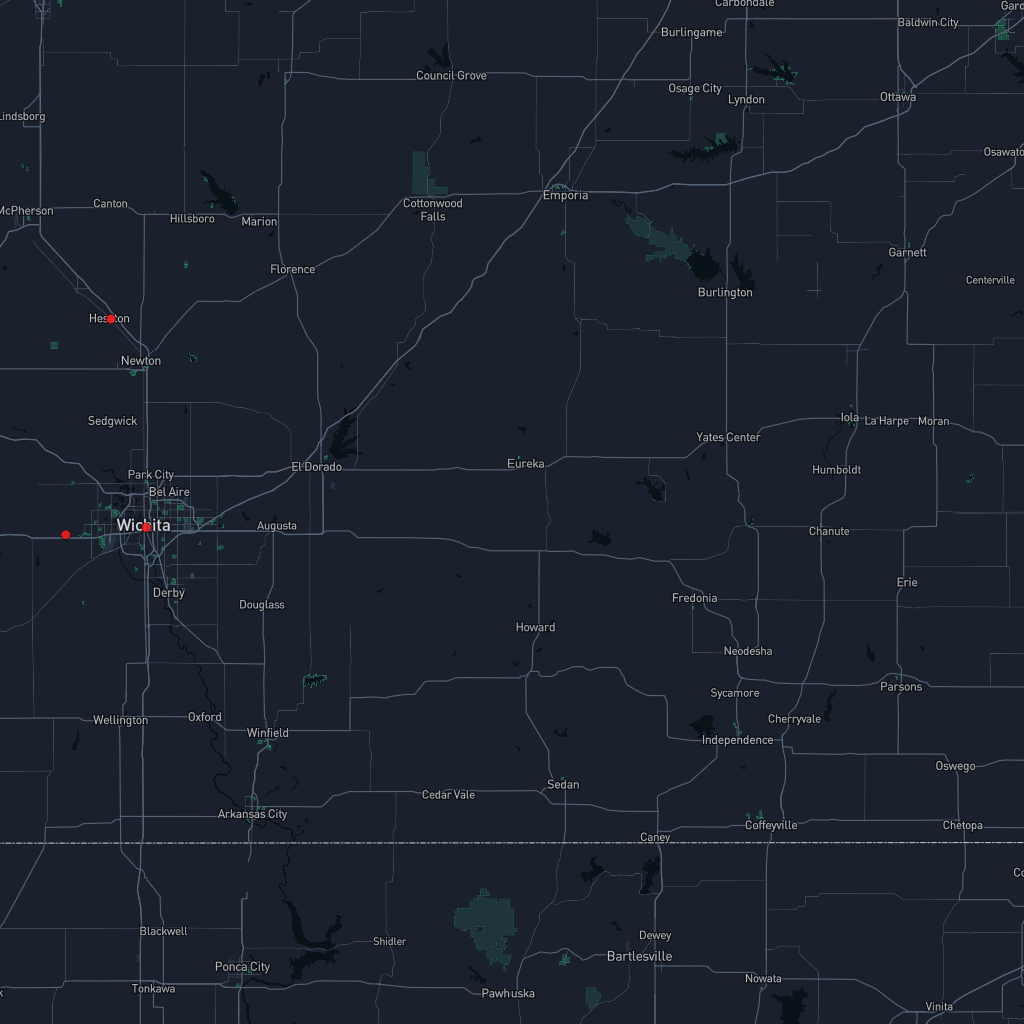 Carbondale
Gard
Baldwin City
Burlingame
Council Grove
Osage City
Lyndon
Ottawa
Lindsborg
Osawato
McPherson
Canton
Hillsboro
Marion
Cottonwood
Falls
Emporia
Garnett
Florence
Centerville
Burlington
Hesston
Newton
Sedgwick
Iola
La Harpe
Moran
Yates Center
Park City
El Dorado
Eureka
Humboldt
Bel Aire
Wichita
Augusta
Chanute
Derby
Erie
Douglass
Fredonia
Howard
Neodesha
Parsons
Sycamore
Wellington
Oxford
Cherryvale
Winfield
Independence
Oswego
Sedan
Cedar Vale
Arkansas City
Coffeyville
Chetopa
Caney
Co
Blackwell
Shidler
Dewey
Bartlesville
Ponca City
Nowata
Tonkawa
k
Pawhuska
Vinita